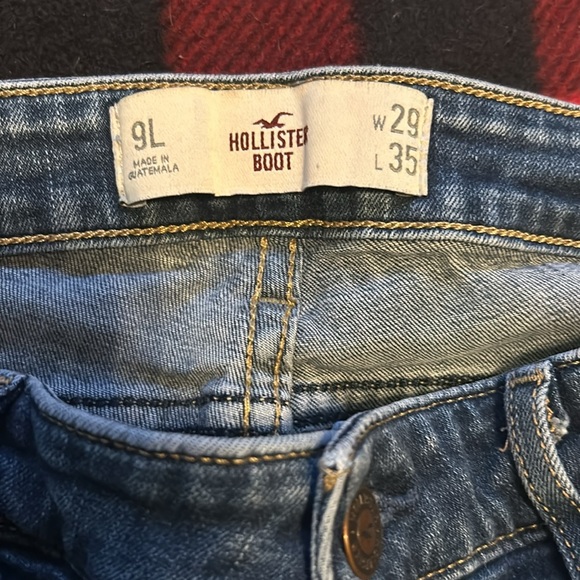 9L
MADE IN
GUATEMALA
HOLLISTER
BOOT
W 29
L 35